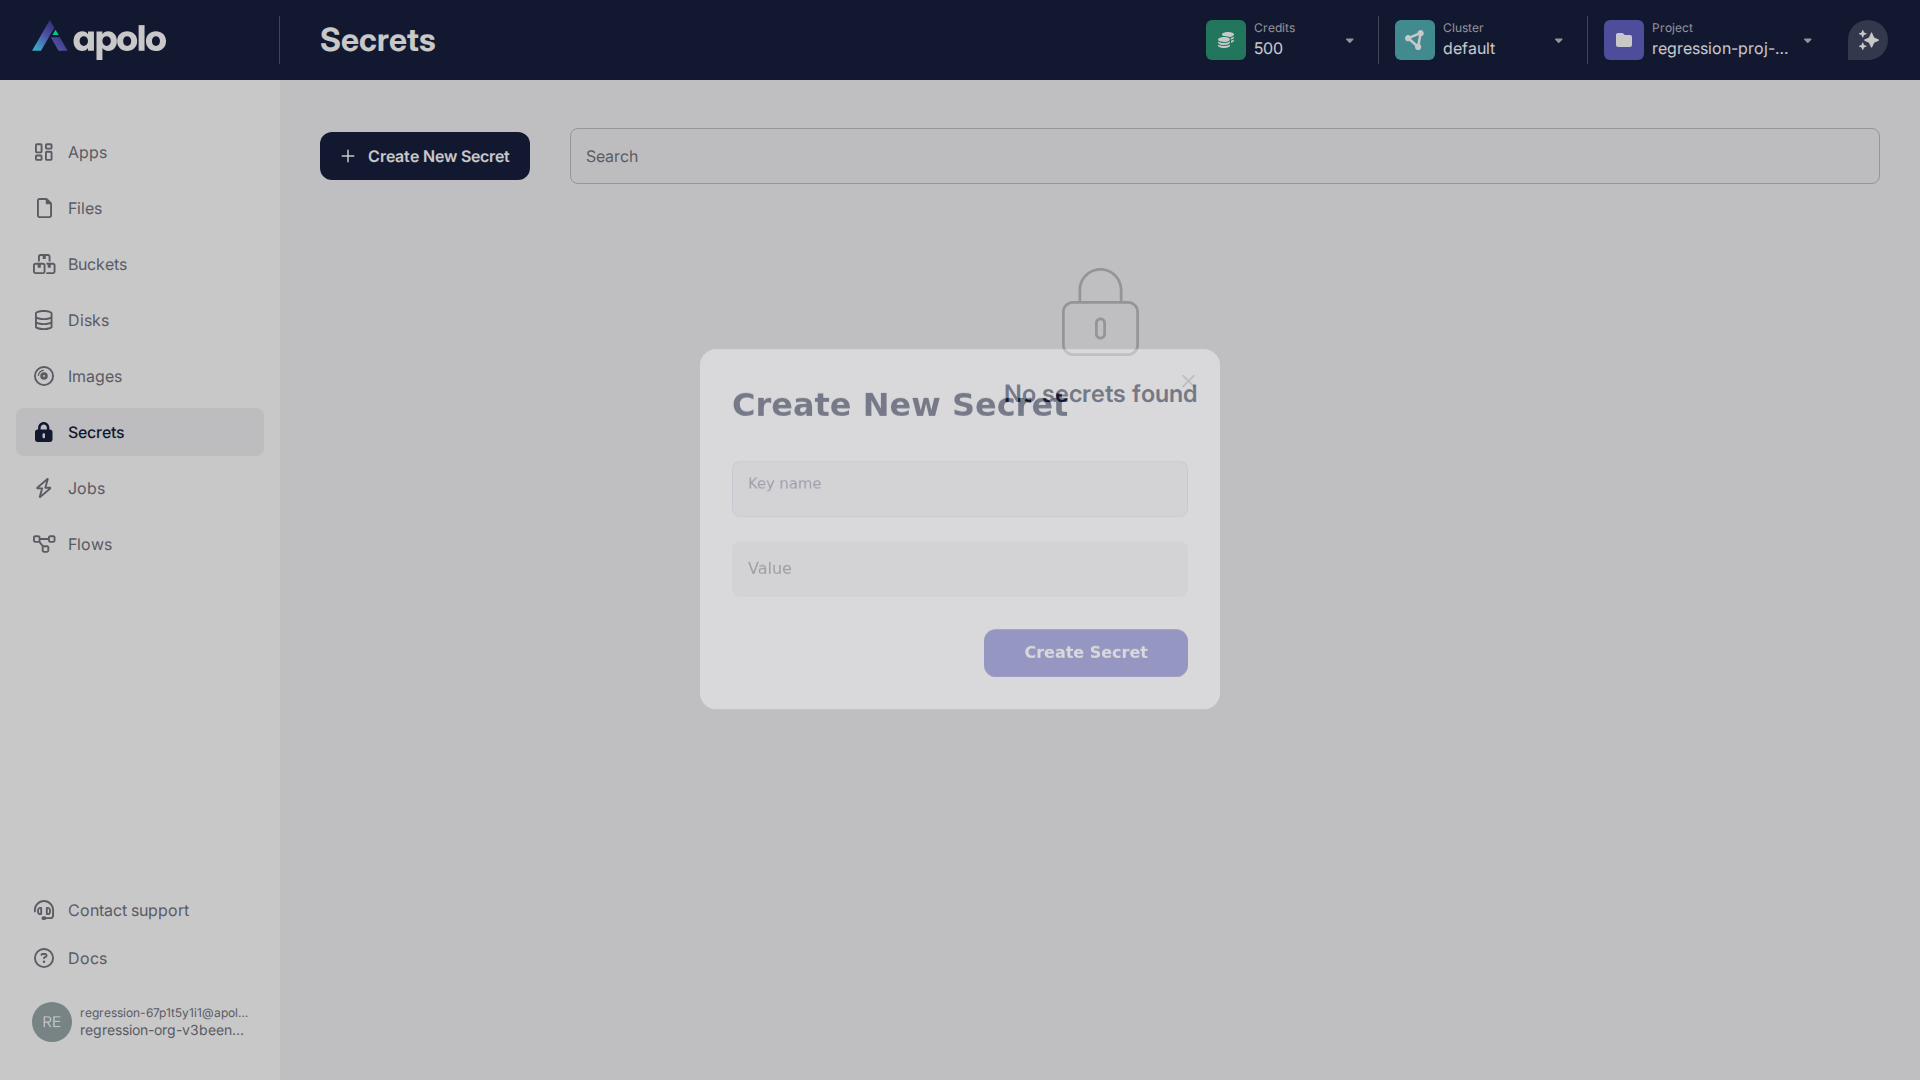 apolo
Secrets
Credits
500
Cluster
default
Project
regression-proj-...
Apps
Files
Buckets
Disks
Images
Secrets
Jobs
Flows
Contact support
Docs
RE
regression-67p1t5y1i1@apol...
regression-org-v3been...
Create New Secret
Search
No secrets found
Create New Secret
Key name
Value
Create Secret